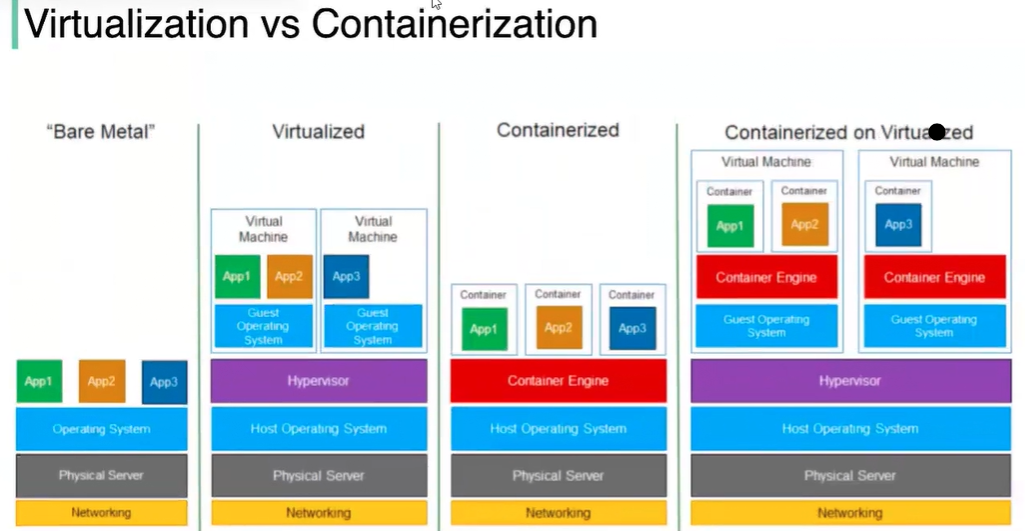 Virtualization vs Containerization
"Bare Metal"
App1 App2 App3
Operating System
Physical Server
Networking
Virtualized
Virtual
Machine
App1 App2
Guest
Operating
System
Virtual
Machine
App3
Guest
Operating
System
Hypervisor
Host Operating System
Physical Server
Networking
Containerized
Container
App1
Container
App2
Container
App3
Container Engine
Host Operating System
Physical Server
Networking
Containerized on
Virtual Machine
Container
App1
Container
App2
Container Engine
Guest Operating
System
Virtual Machine
Container
App3
Container Engine
Guest Operating
System
Hypervisor
Host Operating System
Physical Server
Networking